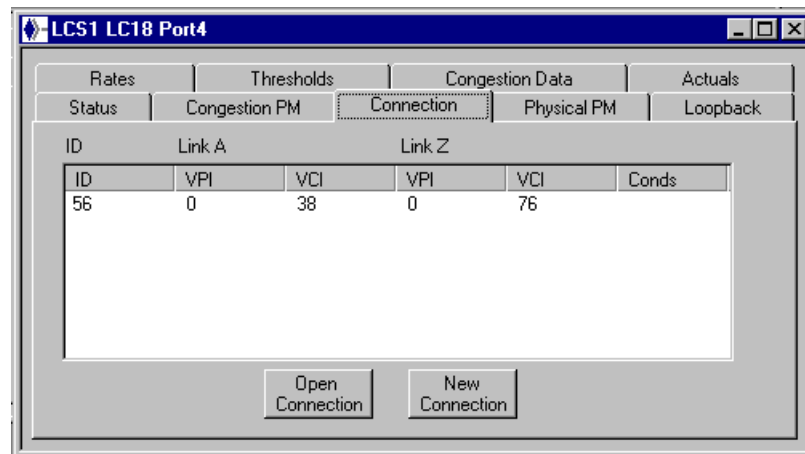 LCS1 LC18 Port4
Rates Thresholds Congestion Data Actuals
Status Congestion PM Connection Physical PM Loopback
ID Link A Link Z
ID VPI VCI VPI VCI Conds
56 0 38 0 76
Open Connection
New Connection